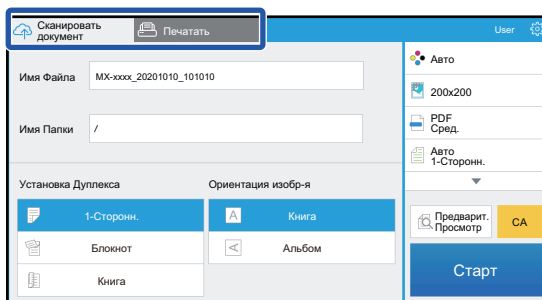 Сканировать
документ
Печатать
User
Имя Файла
MX-xxxx_20201010_101010
Имя Папки
/
Установка Дуплекса
Ориентация изобр-я
1-Сторонн.
Блокнот
Книга
A
Книга
A
Альбом
Авто
200x200
PDF
Сред.
Авто
1-Сторонн.
Предварит.
Просмотр
CA
Старт